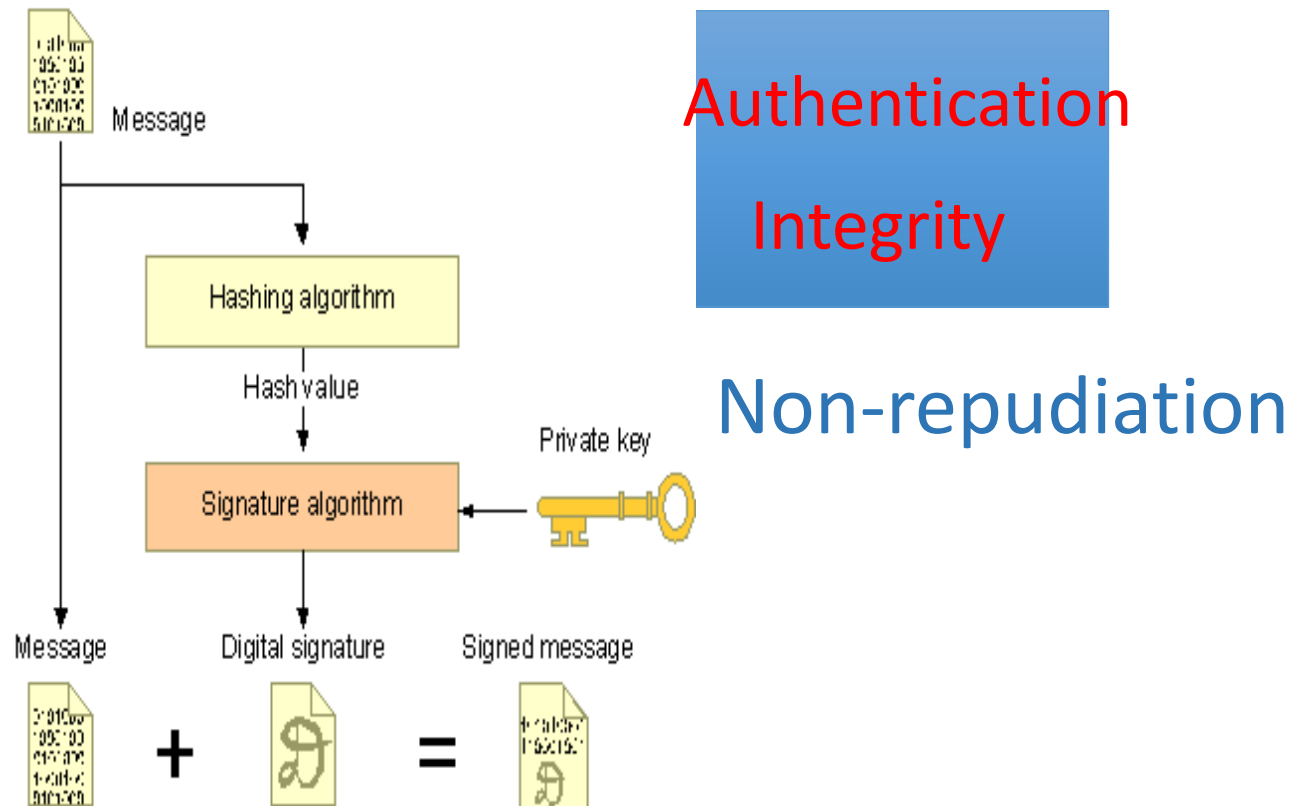 Message
Authentication
Integrity
Hashing algorithm
Hash value
Non-repudiation
Private key
Signature algorithm
Message
Digital signature
Signed message
+
=